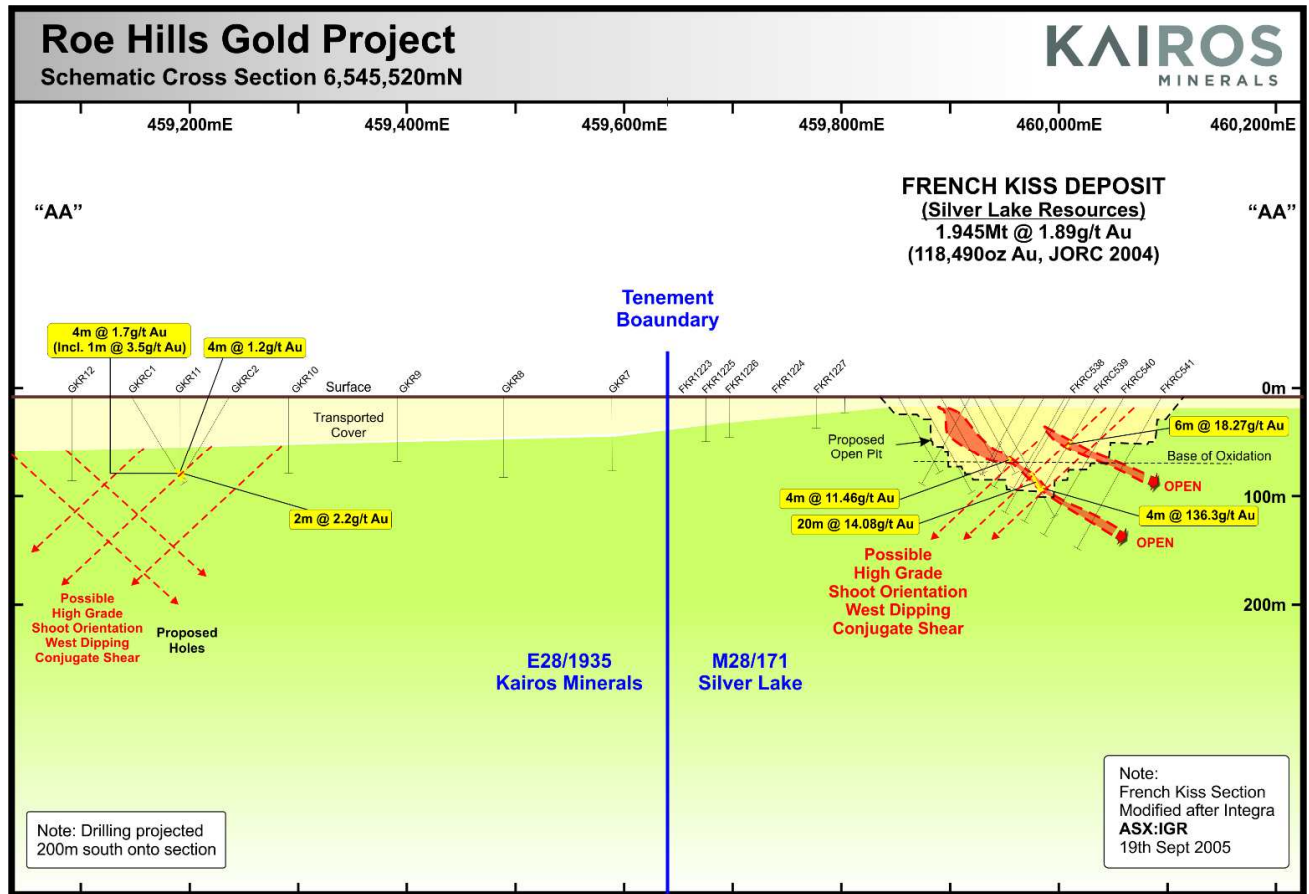 Roe Hills Gold Project
Schematic Cross Section 6,545,520mN
KAIROS
MINERALS
459,200mE
459,400mE
459,600mE
459,800mE
460,000mE
460,200mE
“AA”
FRENCH KISS DEPOSIT
(Silver Lake Resources)
1.945Mt @ 1.89g/t Au
(118,490oz Au, JORC 2004)
“AA”
Tenement
Boaundary
4m @ 1.7g/t Au
(Incl. 1m @ 3.5g/t Au)
4m @ 1.2g/t Au
GKR12
GKRC1
GKR11
GKRC2
GKR10
Surface
GKR9
GKR8
GKR7
FKR1223
FKR1225
FKR1226
FKR1224
FKR1227
FKRC538
FKRC539
FKRC540
FKRC541
0m
Transported
Cover
Proposed
Open Pit
6m @ 18.27g/t Au
Base of Oxidation
OPEN
100m
4m @ 11.46g/t Au
20m @ 14.08g/t Au
4m @ 136.3g/t Au
2m @ 2.2g/t Au
OPEN
Possible
High Grade
Shoot Orientation
West Dipping
Conjugate Shear
200m
Possible
High Grade
Shoot Orientation
West Dipping
Conjugate Shear
Proposed
Holes
E28/1935
Kairos Minerals
M28/171
Silver Lake
Note: Drilling projected
200m south onto section
Note:
French Kiss Section
Modified after Integra
ASX:IGR
19th Sept 2005